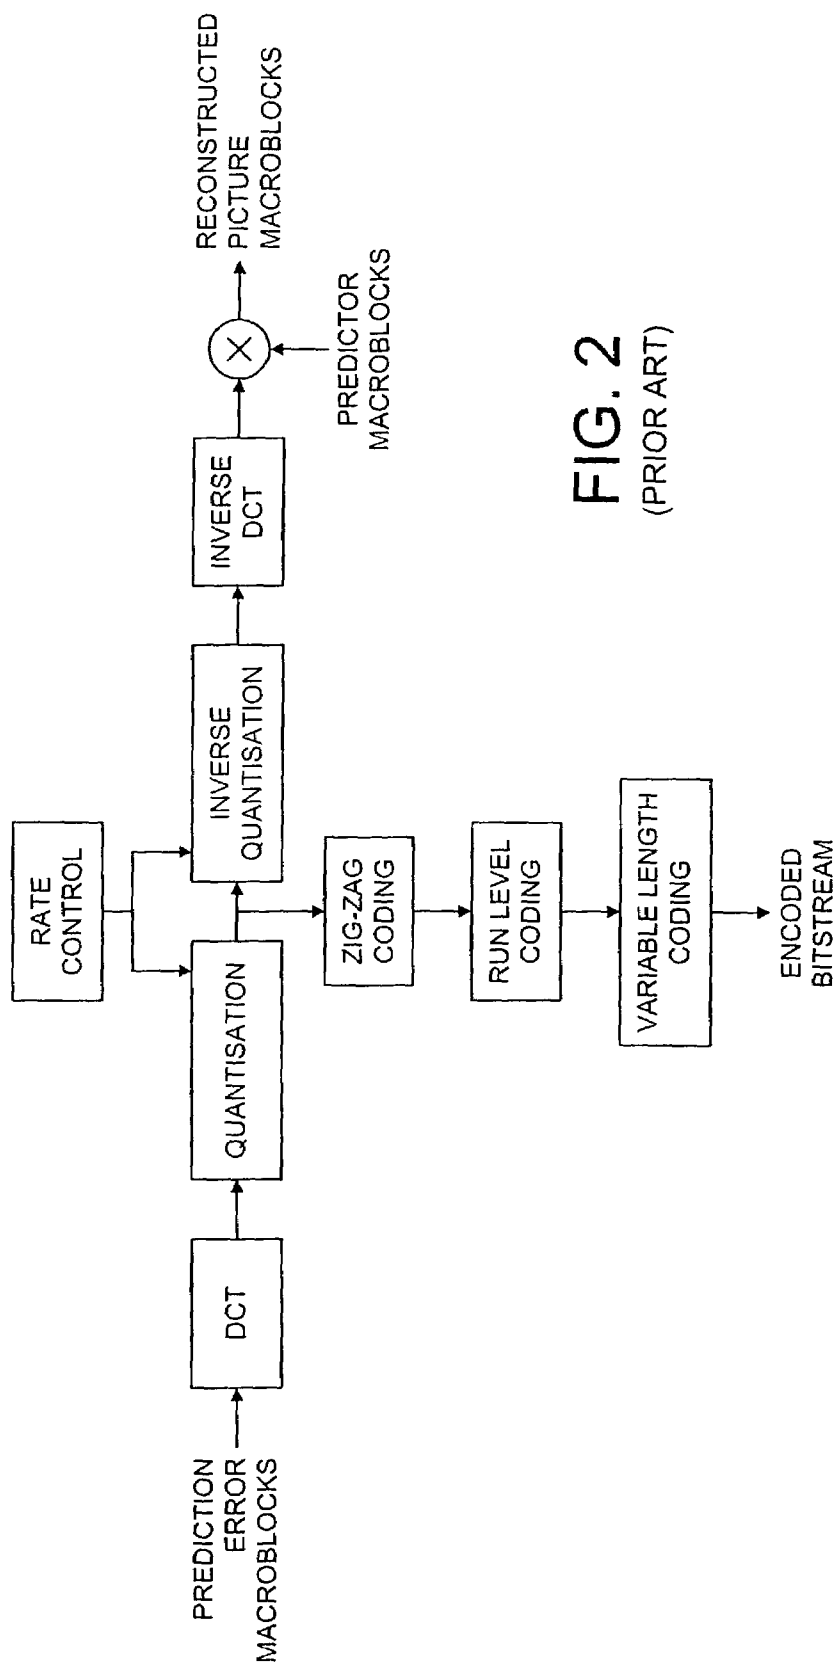 RATE
CONTROL
PREDICTION
ERROR
MACROBLOCKS
DCT
QUANTISATION
INVERSE
QUANTISATION
INVERSE
DCT
RECONSTRUCTED
PICTURE
MACROBLOCKS
PREDICTOR
MACROBLOCKS
ZIG-ZAG
CODING
RUN LEVEL
CODING
VARIABLE LENGTH
CODING
ENCODED
BITSTREAM
FIG. 2
(PRIOR ART)